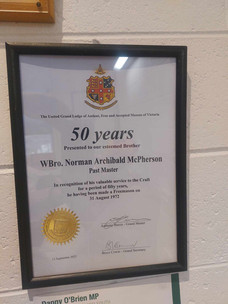 The United Grand Lodge of Antient, Free and Accepted Masons of Victoria
50 years
Presented to our esteemed Brother
WBro. Norman Archibald McPherson
Past Master
In recognition of his valuable service to the Craft
for a period of fifty years,
he having been made a Freemason on
31 August 1972
Danny O'Brien MP